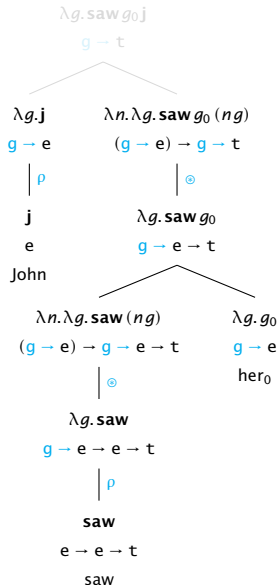 λg. saw g₀ j
g → t
λg. j λn. λg. saw g₀ (n g)
g → e (g → e) → g → t
ρ ⊛
j λg. saw g₀
e g → e → t
John
λn. λg. saw (n g) λg. g₀
(g → e) → g → e → t g → e
her₀
⊛
λg. saw
g → e → e → t
ρ
saw
e → e → t
saw